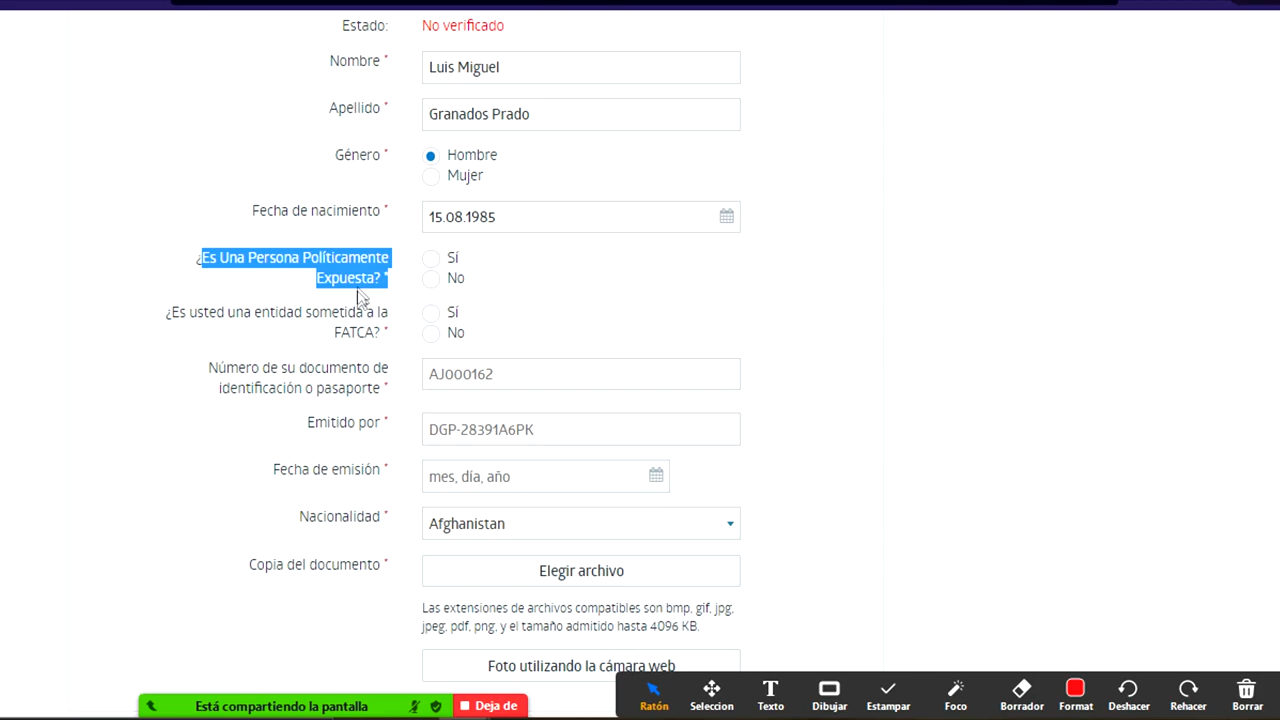 Estado: No verificado
Nombre * Luis Miguel
Apellido * Granados Prado
Género * Hombre
Mujer
Fecha de nacimiento * 15.08.1985
¿Es Una Persona Políticamente Sí
Expuesta? * No
¿Es usted una entidad sometida a la Sí
FATCA? * No
Número de su documento de
identificación o pasaporte * AJ000162
Emitido por * DGP-28391A6PK
Fecha de emisión * mes, día, año
Nacionalidad * Afghanistan
Copia del documento * Elegir archivo
Las extensiones de archivos compatibles son bmp, gif, jpg,
jpeg, pdf, png, y el tamaño admitido hasta 4096 KB.
Foto utilizando la cámara web
Está compartiendo la pantalla Deja de
Ratón Seleccion Texto Dibujar Estampar Foco Borrador Format Deshacer Rehacer Borrar